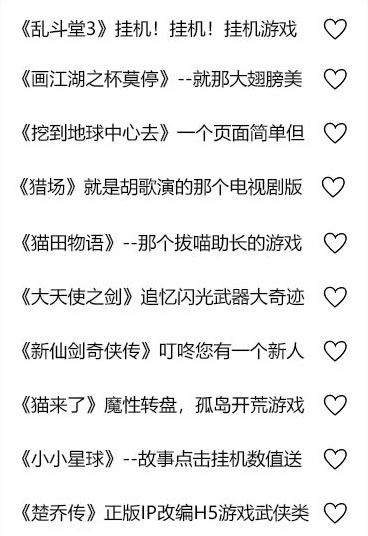 《乱斗堂3》挂机！挂机！挂机游戏
《画江湖之杯莫停》--就那大翅膀美
《挖到地球中心去》一个页面简单但
《猎场》就是胡歌演的那个电视剧版
《猫田物语》--那个拔喵助长的游戏
《大天使之剑》追忆闪光武器大奇迹
《新仙剑奇侠传》叮咚您有一个新人
《猫来了》魔性转盘，孤岛开荒游戏
《小小星球》--故事点击挂机数值送
《楚乔传》正版IP改编H5游戏武侠类